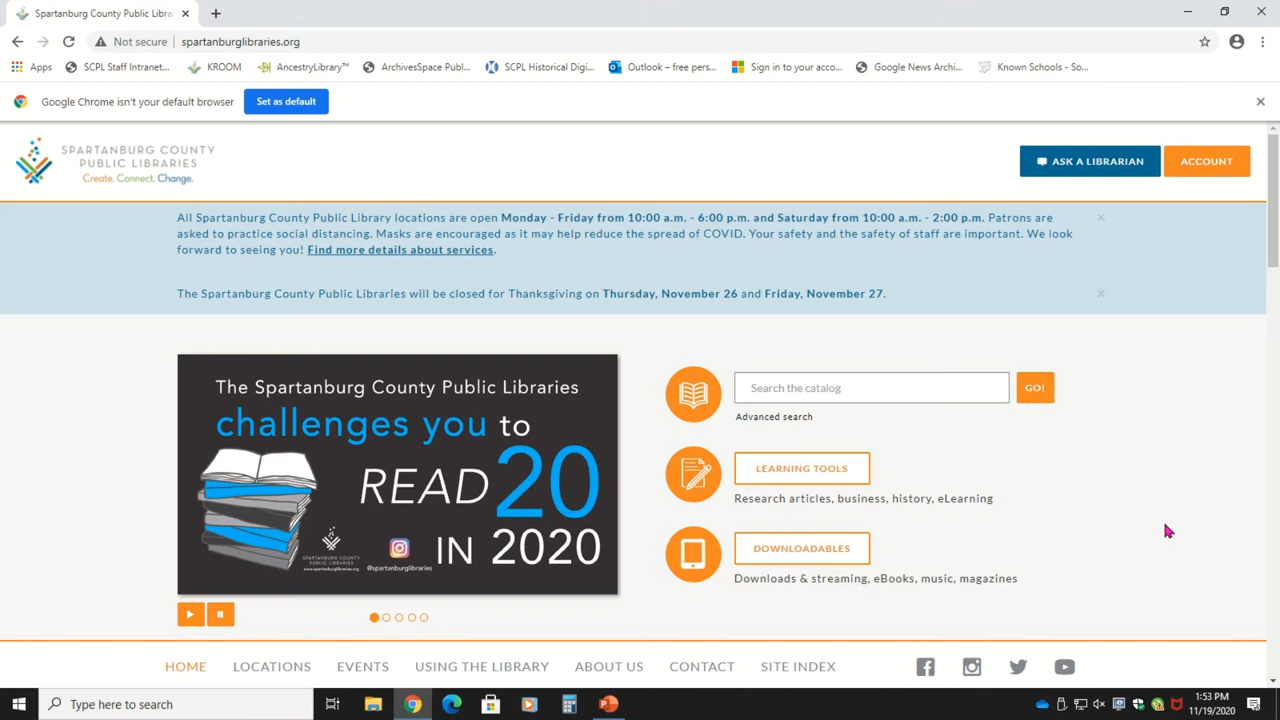 Spartanburg County Public Libra
Not secure
spartanburglibraries.org
Apps
SCPL Staff Intranet...
KROOM
AncestryLibrary™
ArchivesSpace Publ...
SCPL Historical Digi...
Outlook – free pers...
Sign in to your acco...
Google News Archi...
Known Schools - So...
Google Chrome isn't your default browser
Set as default
SPARTANBURG COUNTY
PUBLIC LIBRARIES
Create. Connect. Change.
ASK A LIBRARIAN
ACCOUNT
All Spartanburg County Public Library locations are open Monday - Friday from 10:00 a.m. - 6:00 p.m. and Saturday from 10:00 a.m. - 2:00 p.m. Patrons are
asked to practice social distancing. Masks are encouraged as it may help reduce the spread of COVID. Your safety and the safety of staff are important. We look
forward to seeing you! Find more details about services.
The Spartanburg County Public Libraries will be closed for Thanksgiving on Thursday, November 26 and Friday, November 27.
The Spartanburg County Public Libraries
challenges you to
READ 20
IN 2020
SPARTANBURG COUNTY
PUBLIC LIBRARIES
www.spartanburglibraries.org
@spartanburglibraries
Search the catalog
GO!
Advanced search
LEARNING TOOLS
Research articles, business, history, eLearning
DOWNLOADABLES
Downloads & streaming, eBooks, music, magazines
HOME
LOCATIONS
EVENTS
USING THE LIBRARY
ABOUT US
CONTACT
SITE INDEX
Type here to search
1:53 PM
11/19/2020